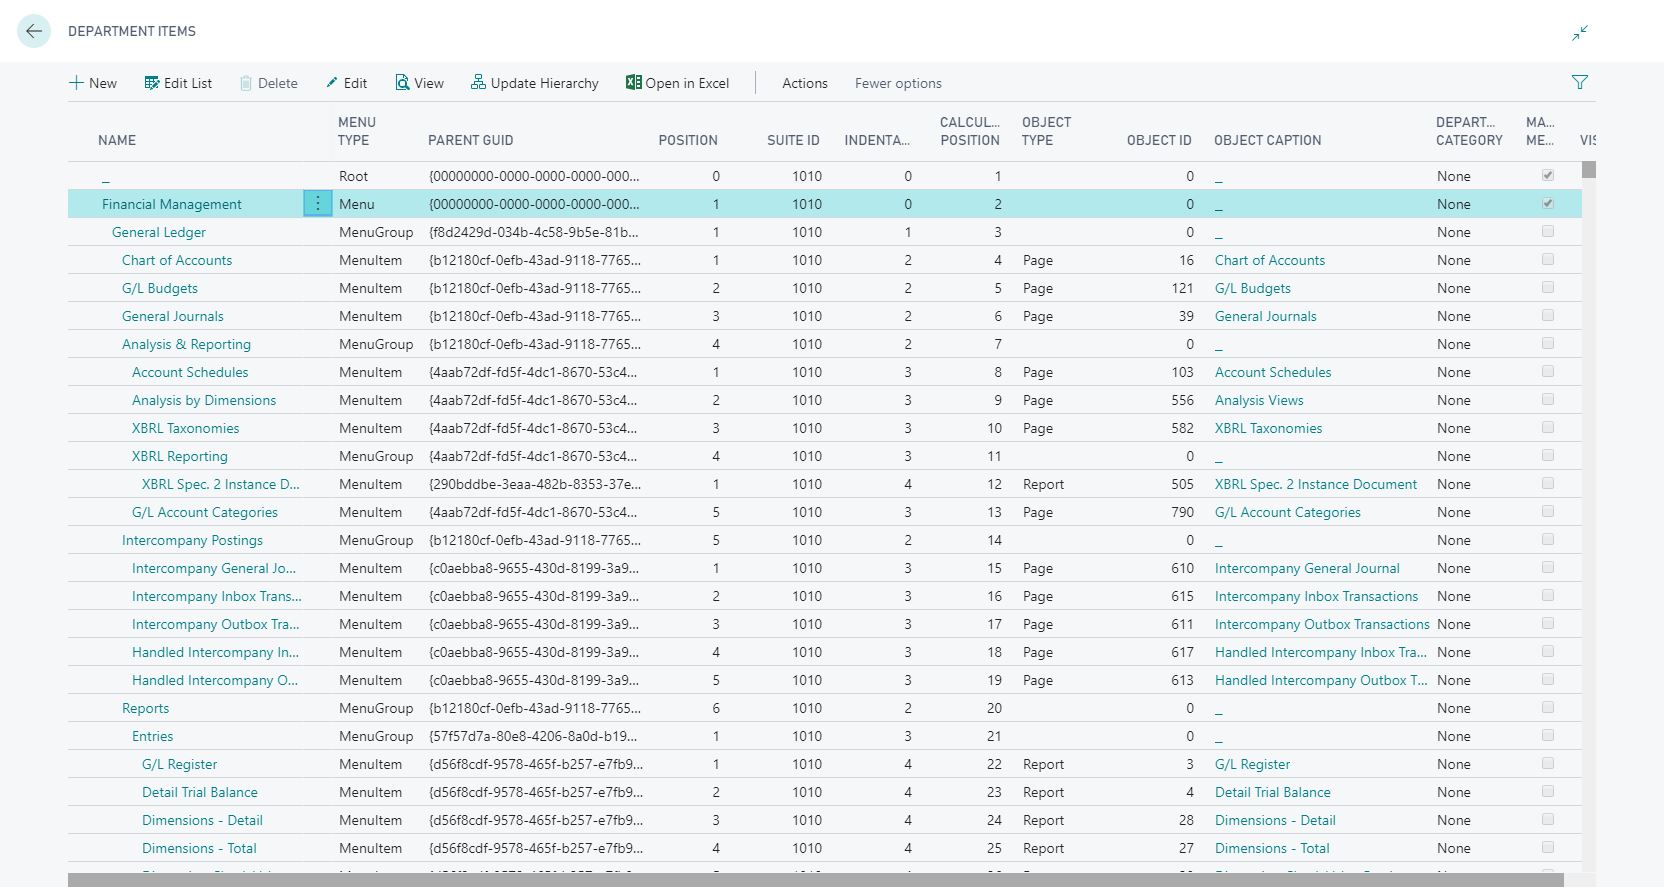 DEPARTMENT ITEMS
New Edit List Delete Edit View Update Hierarchy Open in Excel Actions Fewer options
NAME MENU TYPE PARENT GUID POSITION SUITE ID INDENTA... CALCUL... POSITION OBJECT TYPE OBJECT ID OBJECT CAPTION DEPART... CATEGORY MA... ME... VIS
_ Root {00000000-0000-0000-0000-000... 0 1010 0 1 0 _ None
Financial Management Menu {00000000-0000-0000-0000-000... 1 1010 0 2 0 _ None
General Ledger MenuGroup {f8d2429d-034b-4c58-9b5e-81b... 1 1010 1 3 0 _ None
Chart of Accounts MenuItem {b12180cf-0efb-43ad-9118-7765... 1 1010 2 4 Page 16 Chart of Accounts None
G/L Budgets MenuItem {b12180cf-0efb-43ad-9118-7765... 2 1010 2 5 Page 121 G/L Budgets None
General Journals MenuItem {b12180cf-0efb-43ad-9118-7765... 3 1010 2 6 Page 39 General Journals None
Analysis & Reporting MenuGroup {b12180cf-0efb-43ad-9118-7765... 4 1010 2 7 0 _ None
Account Schedules MenuItem {4aab72df-fd5f-4dc1-8670-53c4... 1 1010 3 8 Page 103 Account Schedules None
Analysis by Dimensions MenuItem {4aab72df-fd5f-4dc1-8670-53c4... 2 1010 3 9 Page 556 Analysis Views None
XBRL Taxonomies MenuItem {4aab72df-fd5f-4dc1-8670-53c4... 3 1010 3 10 Page 582 XBRL Taxonomies None
XBRL Reporting MenuGroup {4aab72df-fd5f-4dc1-8670-53c4... 4 1010 3 11 0 _ None
XBRL Spec. 2 Instance D... MenuItem {290bddbe-3eaa-482b-8353-37e... 1 1010 4 12 Report 505 XBRL Spec. 2 Instance Document None
G/L Account Categories MenuItem {4aab72df-fd5f-4dc1-8670-53c4... 5 1010 3 13 Page 790 G/L Account Categories None
Intercompany Postings MenuGroup {b12180cf-0efb-43ad-9118-7765... 5 1010 2 14 0 _ None
Intercompany General Jo... MenuItem {c0aebba8-9655-430d-8199-3a9... 1 1010 3 15 Page 610 Intercompany General Journal None
Intercompany Inbox Trans... MenuItem {c0aebba8-9655-430d-8199-3a9... 2 1010 3 16 Page 615 Intercompany Inbox Transactions None
Intercompany Outbox Tra... MenuItem {c0aebba8-9655-430d-8199-3a9... 3 1010 3 17 Page 611 Intercompany Outbox Transactions None
Handled Intercompany In... MenuItem {c0aebba8-9655-430d-8199-3a9... 4 1010 3 18 Page 617 Handled Intercompany Inbox Tra... None
Handled Intercompany O... MenuItem {c0aebba8-9655-430d-8199-3a9... 5 1010 3 19 Page 613 Handled Intercompany Outbox T... None
Reports MenuGroup {b12180cf-0efb-43ad-9118-7765... 6 1010 2 20 0 _ None
Entries MenuGroup {57f57d7a-80e8-4206-8a0d-b19... 1 1010 3 21 0 _ None
G/L Register MenuItem {d56f8cdf-9578-465f-b257-e7fb9... 1 1010 4 22 Report 3 G/L Register None
Detail Trial Balance MenuItem {d56f8cdf-9578-465f-b257-e7fb9... 2 1010 4 23 Report 4 Detail Trial Balance None
Dimensions - Detail MenuItem {d56f8cdf-9578-465f-b257-e7fb9... 3 1010 4 24 Report 28 Dimensions - Detail None
Dimensions - Total MenuItem {d56f8cdf-9578-465f-b257-e7fb9... 4 1010 4 25 Report 27 Dimensions - Total None